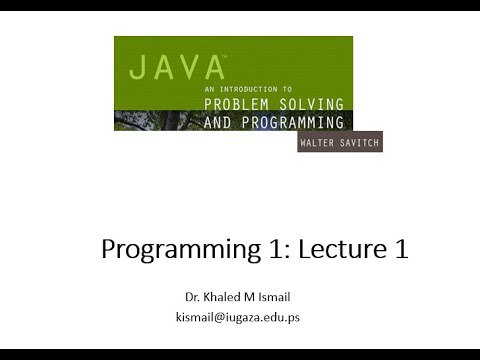 JAVA™
AN INTRODUCTION TO
PROBLEM SOLVING
AND PROGRAMMING
WALTER SAVITCH
Programming 1: Lecture 1
Dr. Khaled M Ismail
kismail@iugaza.edu.ps